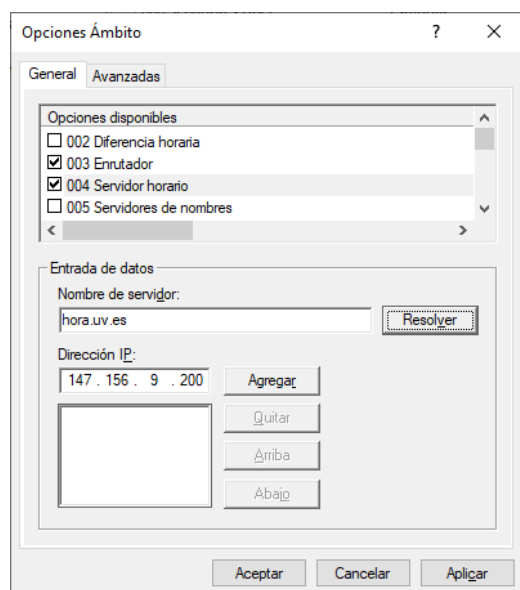 Opciones Ámbito
? X
General Avanzadas
Opciones disponibles
002 Diferencia horaria
003 Enrutador
004 Servidor horario
005 Servidores de nombres
Entrada de datos
Nombre de servidor:
hora.uv.es Resolver
Dirección IP:
147 . 156 . 9 . 200 Agregar
Quitar
Arriba
Abajo
Aceptar Cancelar Aplicar